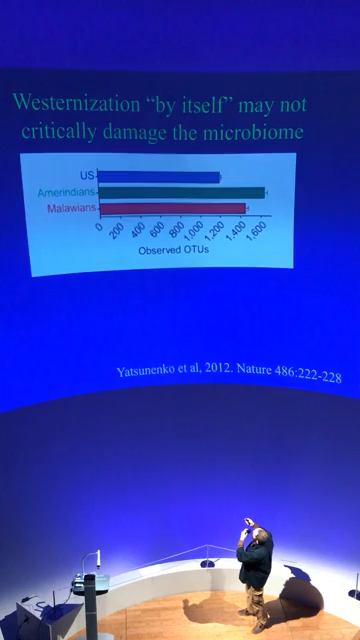 Westernization “by itself” may not
critically damage the microbiome
US
Amerindians
Malawians
0 200 400 600 800 1.000 1.200 1.400 1.600
Observed OTUs
Yatsunenko et al, 2012. Nature 486:222-228